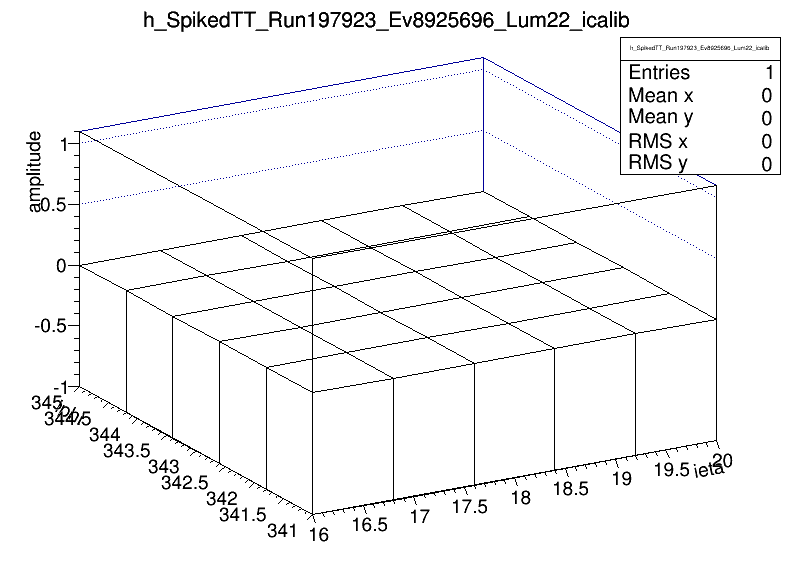 h_SpikedTT_Run197923_Ev8925696_Lum22_icalib
h_SpikedTT_Run197923_Ev8925696_Lum22_icalib
Entries 1
Mean x 0
Mean y 0
RMS x 0
RMS y 0
amplitude
1
0.5
0
-0.5
-1
345
344.5
344
343.5
343
342.5
342
341.5
341
16
16.5
17
17.5
18
18.5
19
19.5
20
ieta